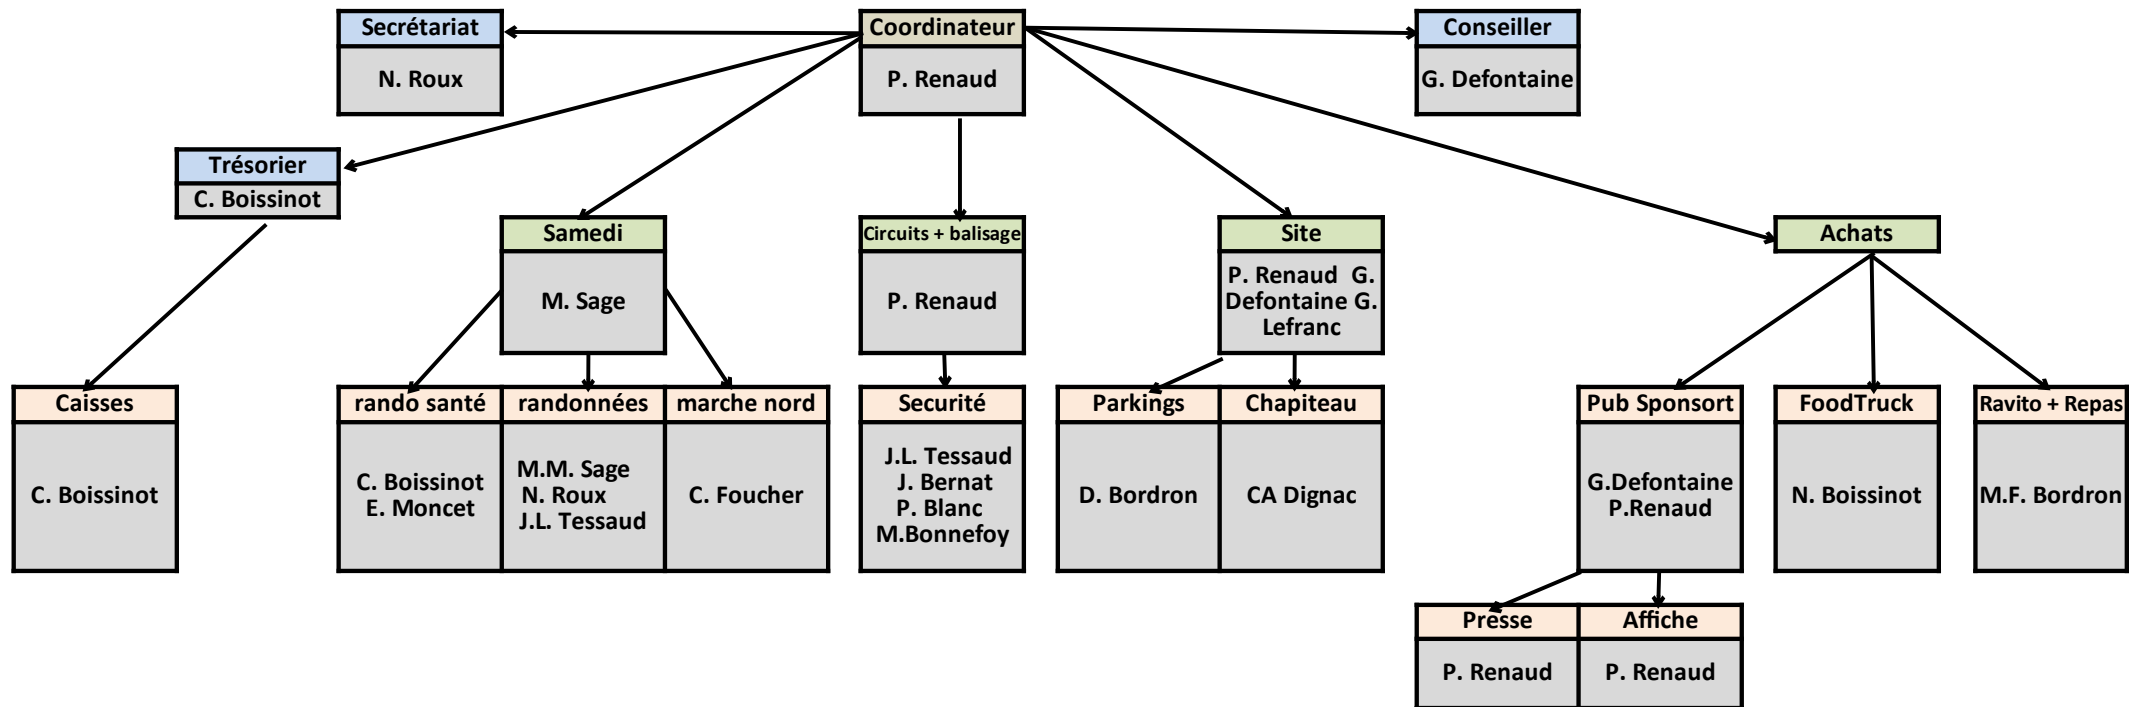 Secrétariat
Coordinateur
Conseiller
N. Roux
P. Renaud
G. Defontaine
Trésorier
C. Boissinot
Samedi
Circuits + balisage
Site
Achats
M. Sage
P. Renaud
P. Renaud G.
Defontaine G.
Lefranc
Caisses
rando santé
randonnées
marche nord
Securité
Parkings
Chapiteau
Pub Sponsort
FoodTruck
Ravito + Repas
C. Boissinot
C. Boissinot
E. Moncet
M.M. Sage
N. Roux
J.L. Tessaud
C. Foucher
J.L. Tessaud
J. Bernat
P. Blanc
M.Bonnefoy
D. Bordron
CA Dignac
G.Defontaine
P.Renaud
N. Boissinot
M.F. Bordron
Presse
Affiche
P. Renaud
P. Renaud